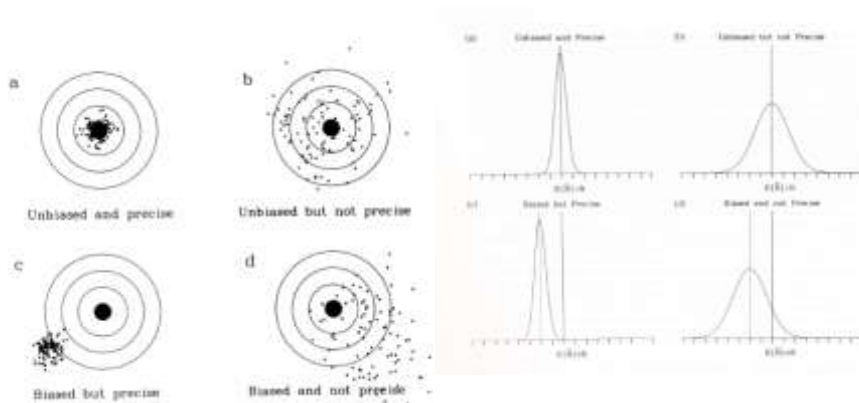 a
Unbiased and precise
b
Unbiased but not precise
c
Biased but precise
d
Biased and not precide
(a) Unbiased and Precise
(b) Unbiased but not Precise
(c) Biased but Precise
(d) Biased and not Precise